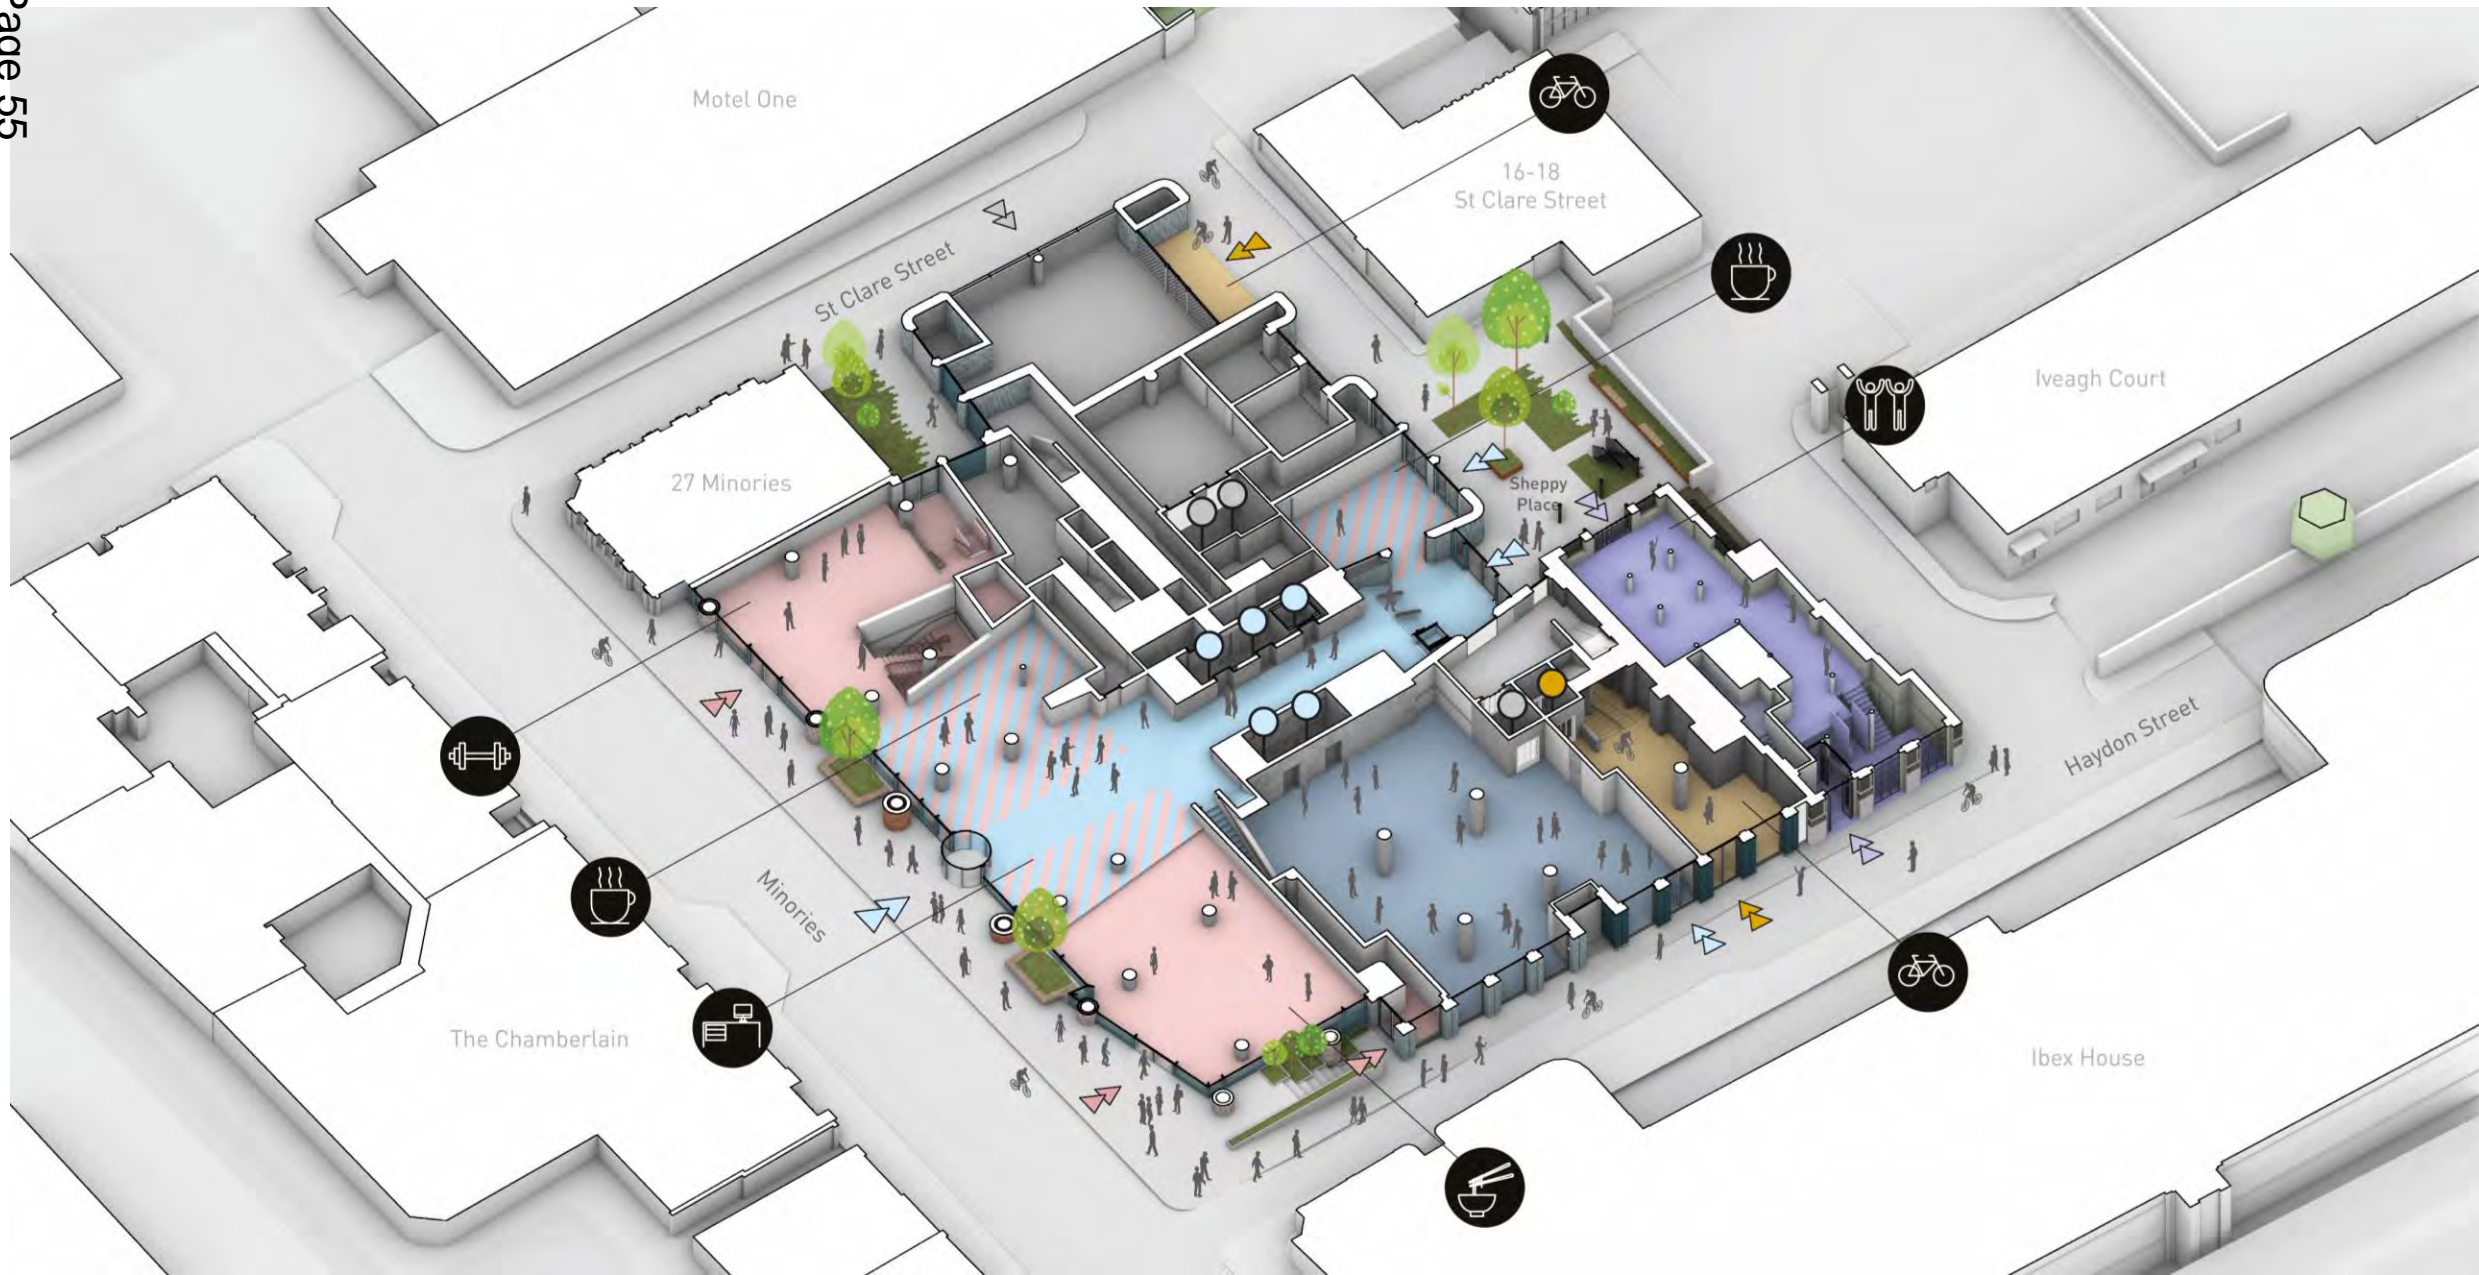 Page 55
Motel One
16-18
St Clare Street
St Clare Street
Iveagh Court
27 Minories
Sheppy
Place
Haydon Street
Minories
The Chamberlain
Ibex House